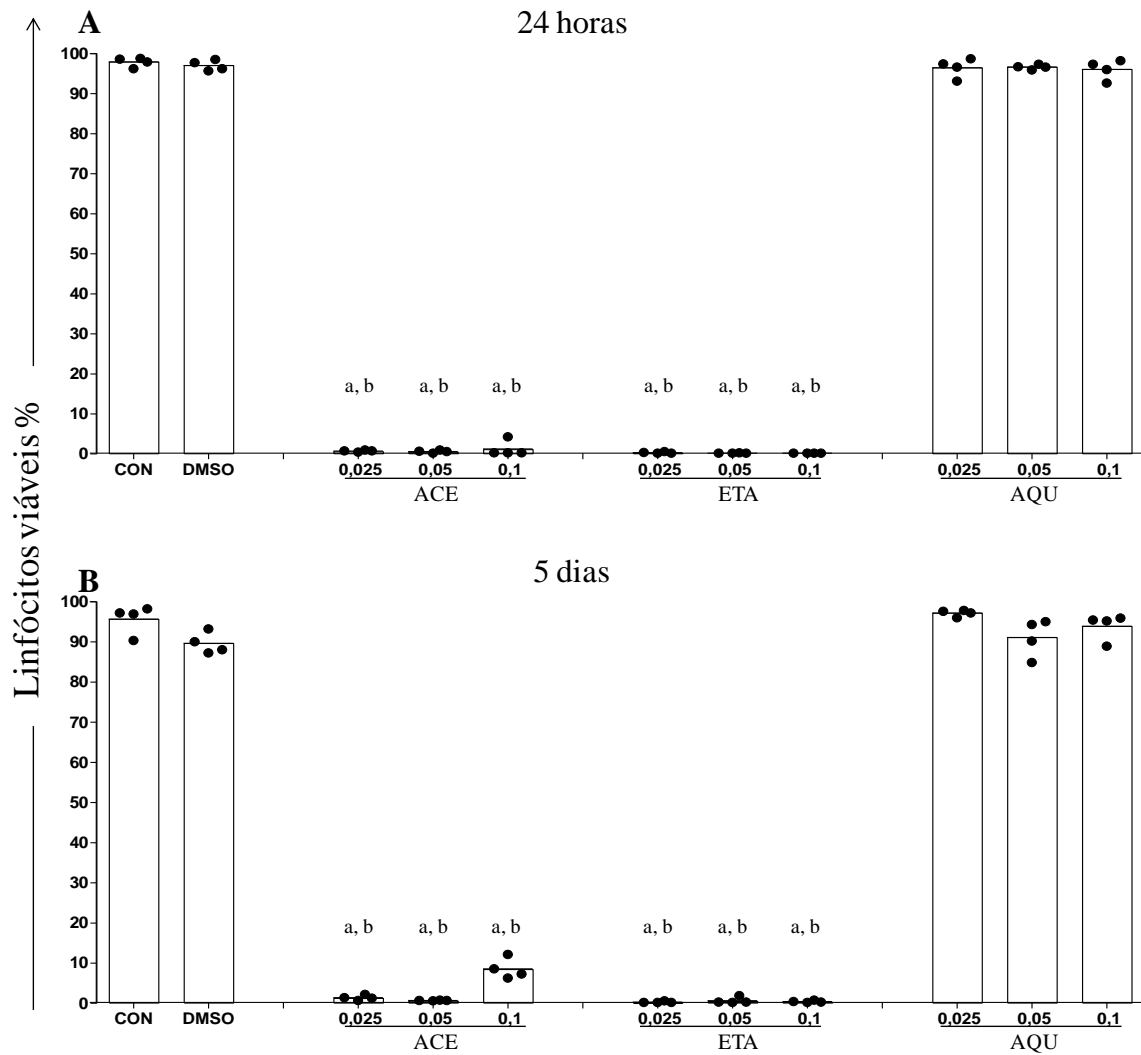 A
24 horas
Linfócitos viáveis %
100
90
80
70
60
50
40
30
20
10
0
a, b a, b a, b a, b a, b a, b
CON DMSO 0,025 0,05 0,1 0,025 0,05 0,1 0,025 0,05 0,1
ACE ETA AQU
B
5 dias
100
90
80
70
60
50
40
30
20
10
0
a, b a, b a, b a, b a, b a, b
CON DMSO 0,025 0,05 0,1 0,025 0,05 0,1 0,025 0,05 0,1
ACE ETA AQU